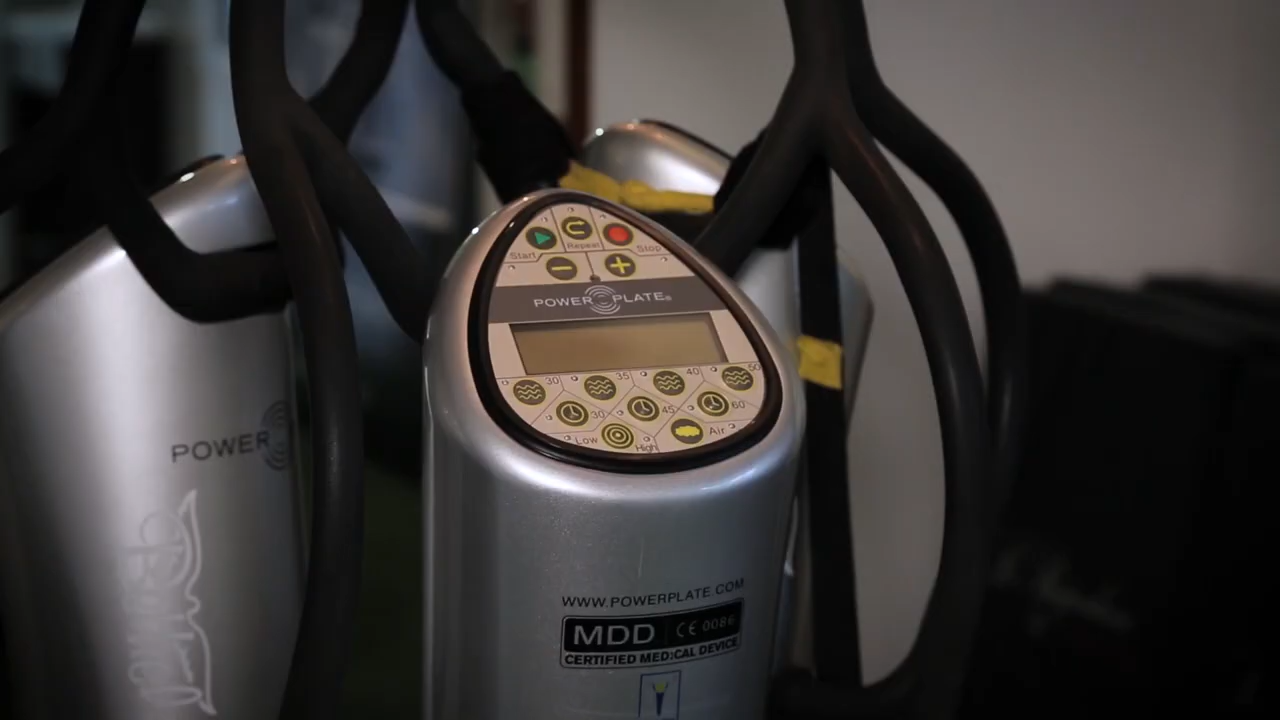 Start
Repeat
Stop
POWER PLATE®
30 35 40 50
30 45 60
Low High Air
POWER
WWW.POWERPLATE.COM
MDD CE 0086
CERTIFIED MEDICAL DEVICE